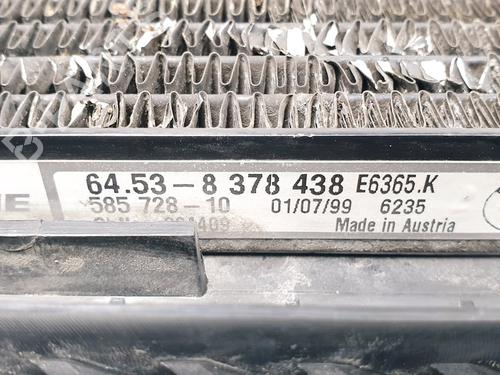 64.53-8 378 438 E6365.K
585 728-10 01/07/99 6235
Made in Austria